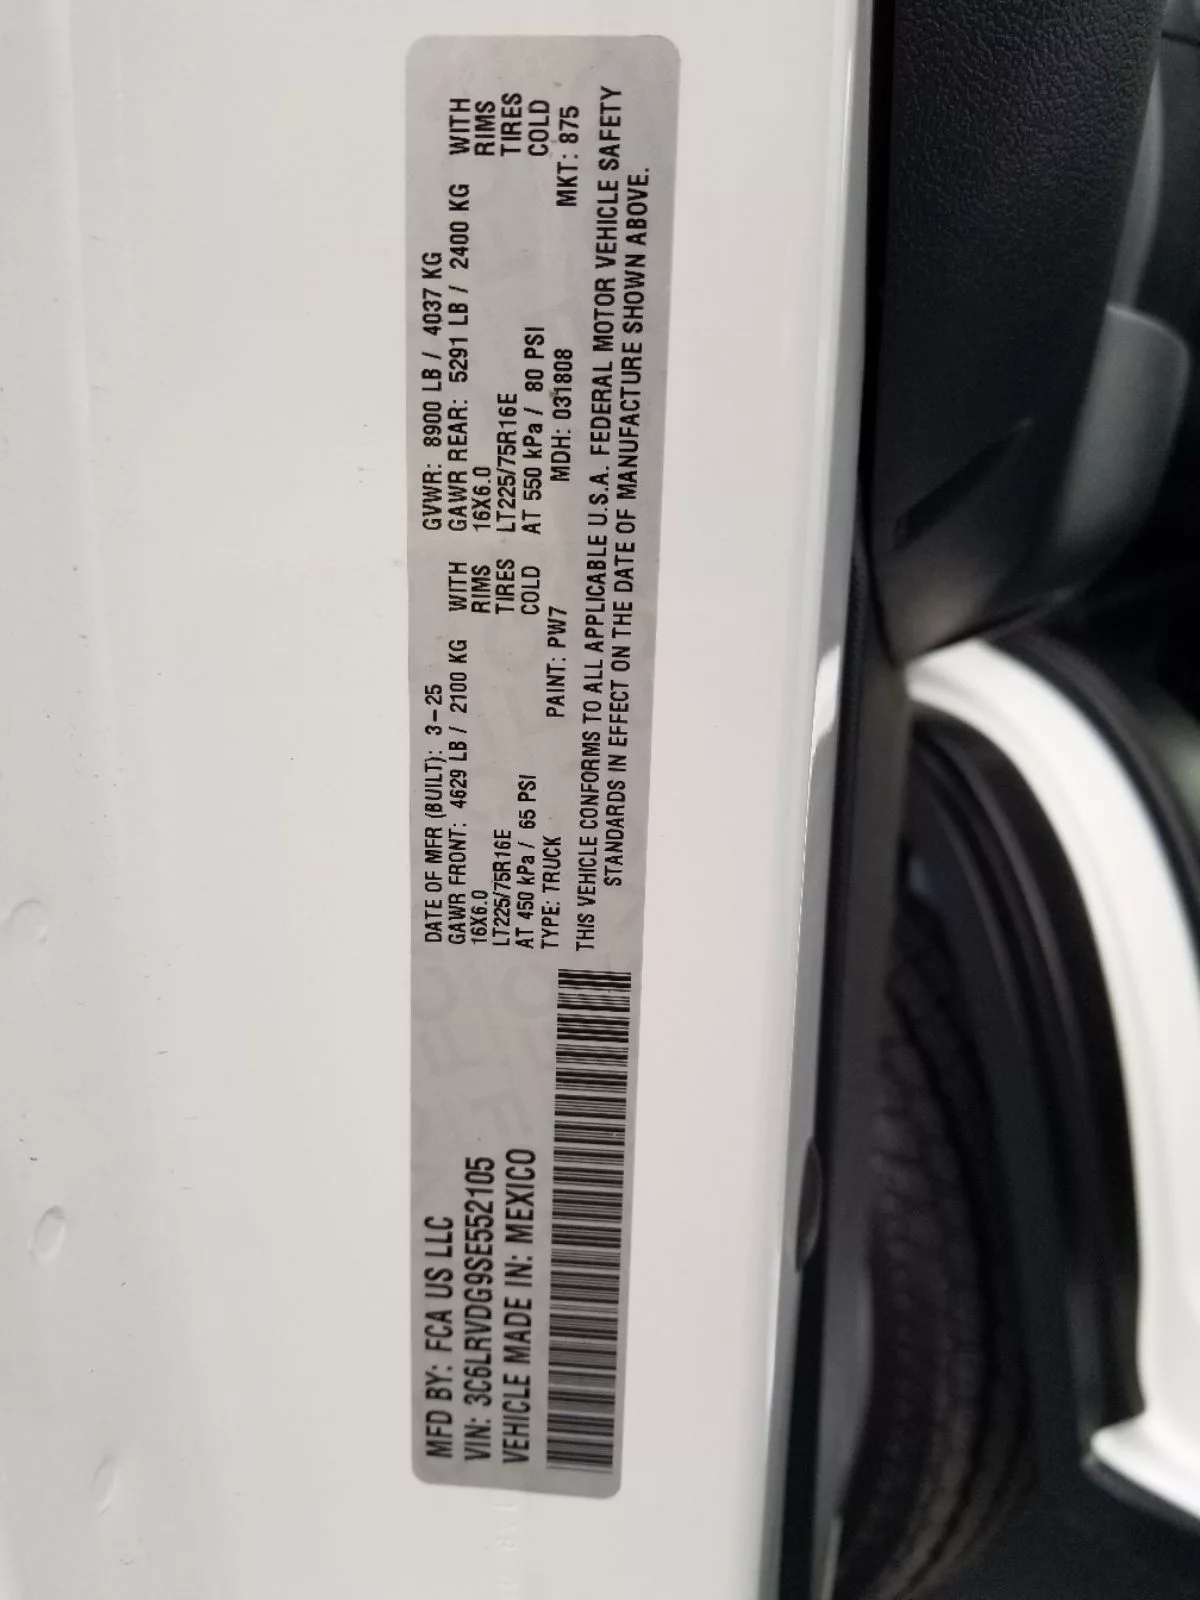 MFD BY: FCA US LLC
VIN: 3C6LRVDG9SE552105
VEHICLE MADE IN: MEXICO
DATE OF MFR (BUILT): 3-25 GVWR: 8900 LB / 4037 KG
GAWR FRONT: 4629 LB / 2100 KG WITH GAWR REAR: 5291 LB / 2400 KG WITH
16X6.0 RIMS 16X6.0 RIMS
LT225/75R16E TIRES LT225/75R16E TIRES
AT 450 kPa / 65 PSI COLD AT 550 kPa / 80 PSI COLD
TYPE: TRUCK PAINT: PW7 MDH: 031808 MKT: 875
THIS VEHICLE CONFORMS TO ALL APPLICABLE U.S.A. FEDERAL MOTOR VEHICLE SAFETY
STANDARDS IN EFFECT ON THE DATE OF MANUFACTURE SHOWN ABOVE.